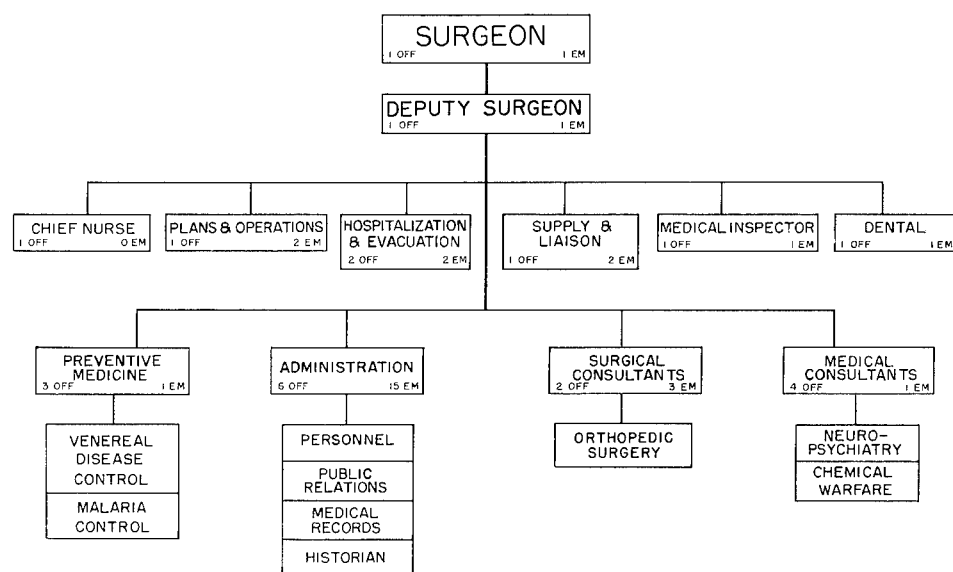 SURGEON
1 OFF 1 EM
DEPUTY SURGEON
1 OFF 1 EM
CHIEF NURSE
1 OFF 0 EM
PLANS & OPERATIONS
1 OFF 2 EM
HOSPITALIZATION
& EVACUATION
2 OFF 2 EM
SUPPLY &
LIAISON
1 OFF 2 EM
MEDICAL INSPECTOR
1 OFF 1 EM
DENTAL
1 OFF 1 EM
PREVENTIVE
MEDICINE
3 OFF 1 EM
ADMINISTRATION
6 OFF 15 EM
SURGICAL
CONSULTANTS
2 OFF 3 EM
MEDICAL
CONSULTANTS
4 OFF 1 EM
VENEREAL
DISEASE
CONTROL
MALARIA
CONTROL
PERSONNEL
PUBLIC
RELATIONS
MEDICAL
RECORDS
HISTORIAN
ORTHOPEDIC
SURGERY
NEURO-
PSYCHIATRY
CHEMICAL
WARFARE